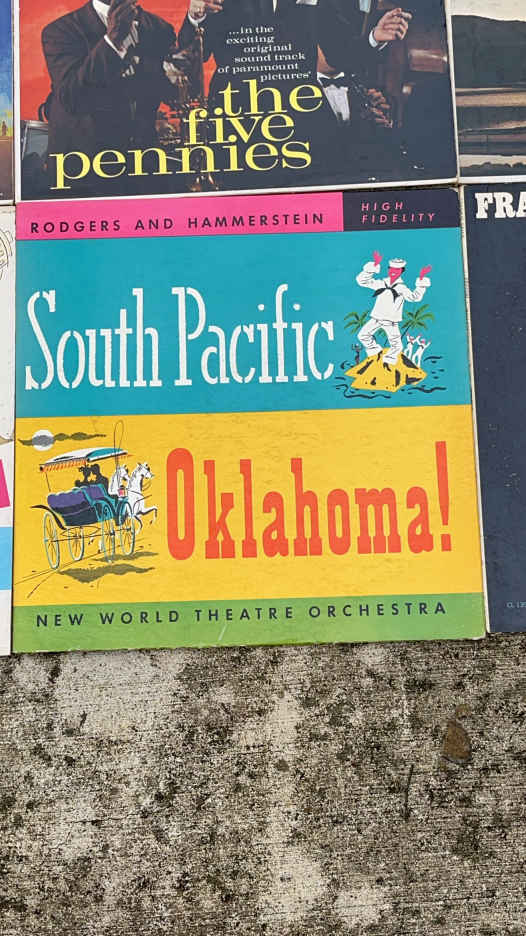 ...in the
exciting
original
sound track
of paramount
pictures'
the
five
pennies
RODGERS AND HAMMERSTEIN
HIGH
FIDELITY
South Pacific
Oklahoma!
NEW WORLD THEATRE ORCHESTRA
FRA